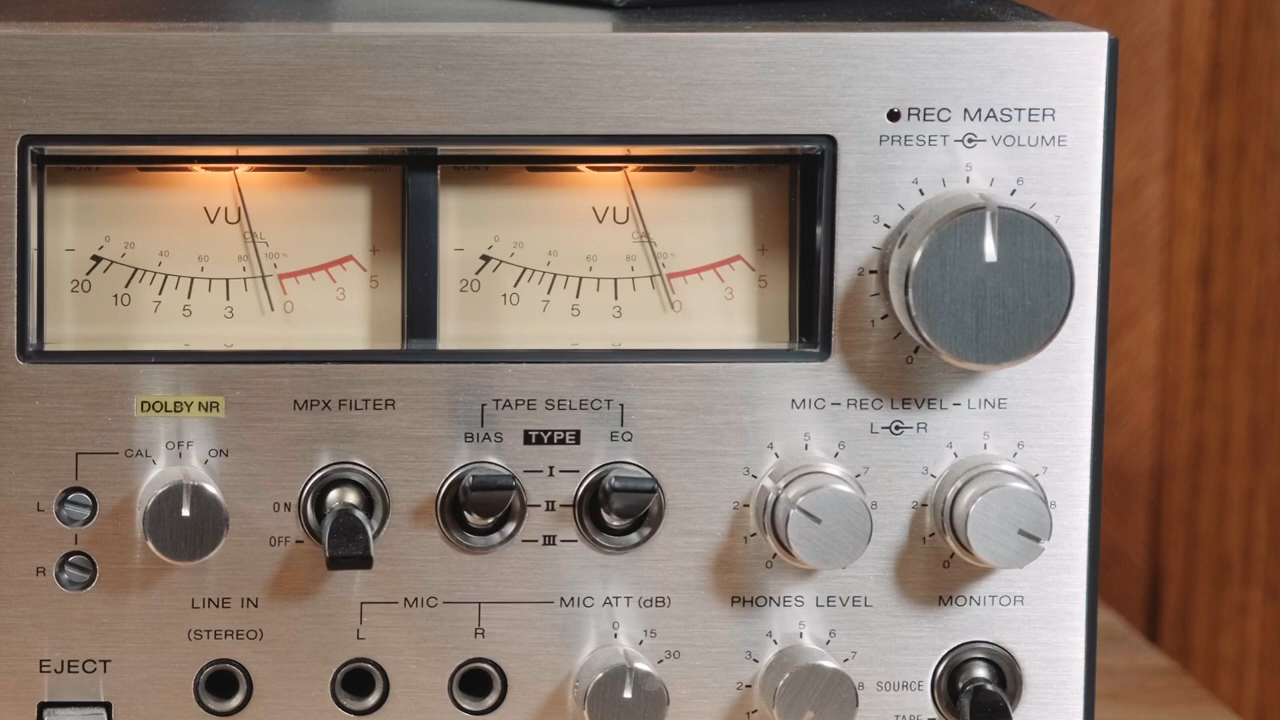 REC MASTER
PRESET VOLUME
0 1 2 3 4 5 6 7
SONY
VU
CAL
0 20 40 60 80 100%
- +
20 10 7 5 3 0 3 5
VU
CAL
0 20 40 60 80 100%
- +
20 10 7 5 3 0 3 5
DOLBY NR
CAL OFF ON
L
R
MPX FILTER
ON
OFF
TAPE SELECT
BIAS TYPE EQ
I
II
III
MIC - REC LEVEL - LINE
L R
0 1 2 3 4 5 6 7 8
0 1 2 3 4 5 6 7 8
EJECT
LINE IN
(STEREO)
MIC
L R
MIC ATT (dB)
0 15 30
PHONES LEVEL
1 2 3 4 5 6 7 8
MONITOR
SOURCE
TAPE